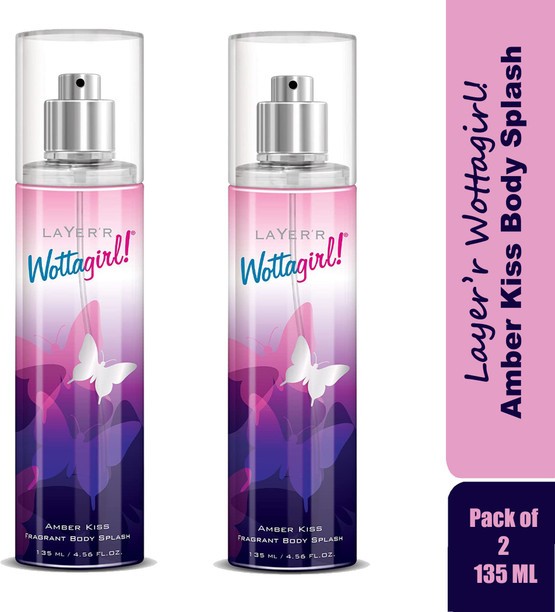 LAYER'R
Wottagirl!®
AMBER KISS
FRAGRANT BODY SPLASH
135 ML / 4.56 FL.OZ.
LAYER'R
Wottagirl!®
AMBER KISS
FRAGRANT BODY SPLASH
135 ML / 4.56 FL.OZ.
Layer'r Wottagirl!
Amber Kiss Body Splash
Pack of
2
135 ML